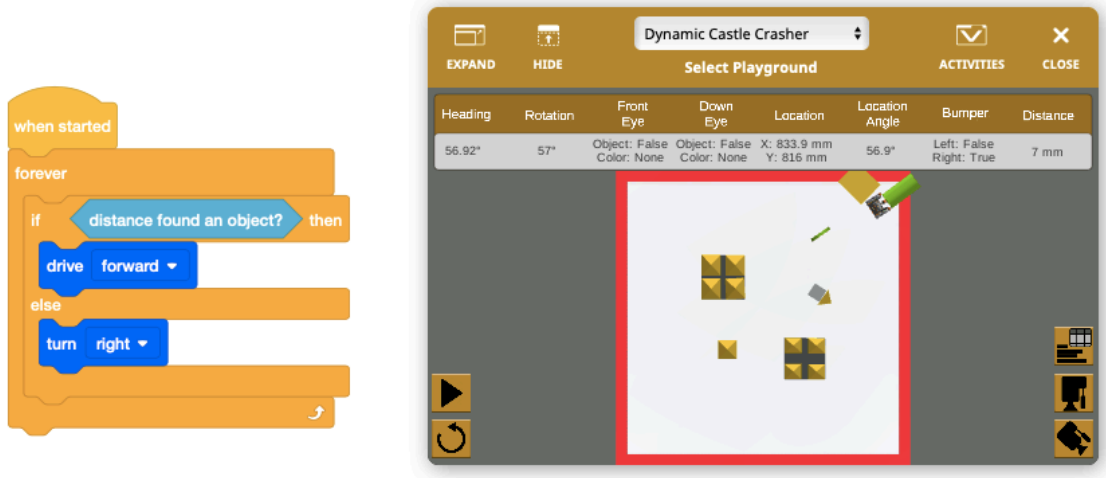 when started
forever
if distance found an object? then
drive forward
else
turn right
EXPAND
HIDE
Dynamic Castle Crasher
Select Playground
ACTIVITIES
CLOSE
Heading
Rotation
Front
Eye
Down
Eye
Location
Location
Angle
Bumper
Distance
56.92°
57°
Object: False
Color: None
Object: False
Color: None
X: 833.9 mm
Y: 816 mm
56.9°
Left: False
Right: True
7 mm